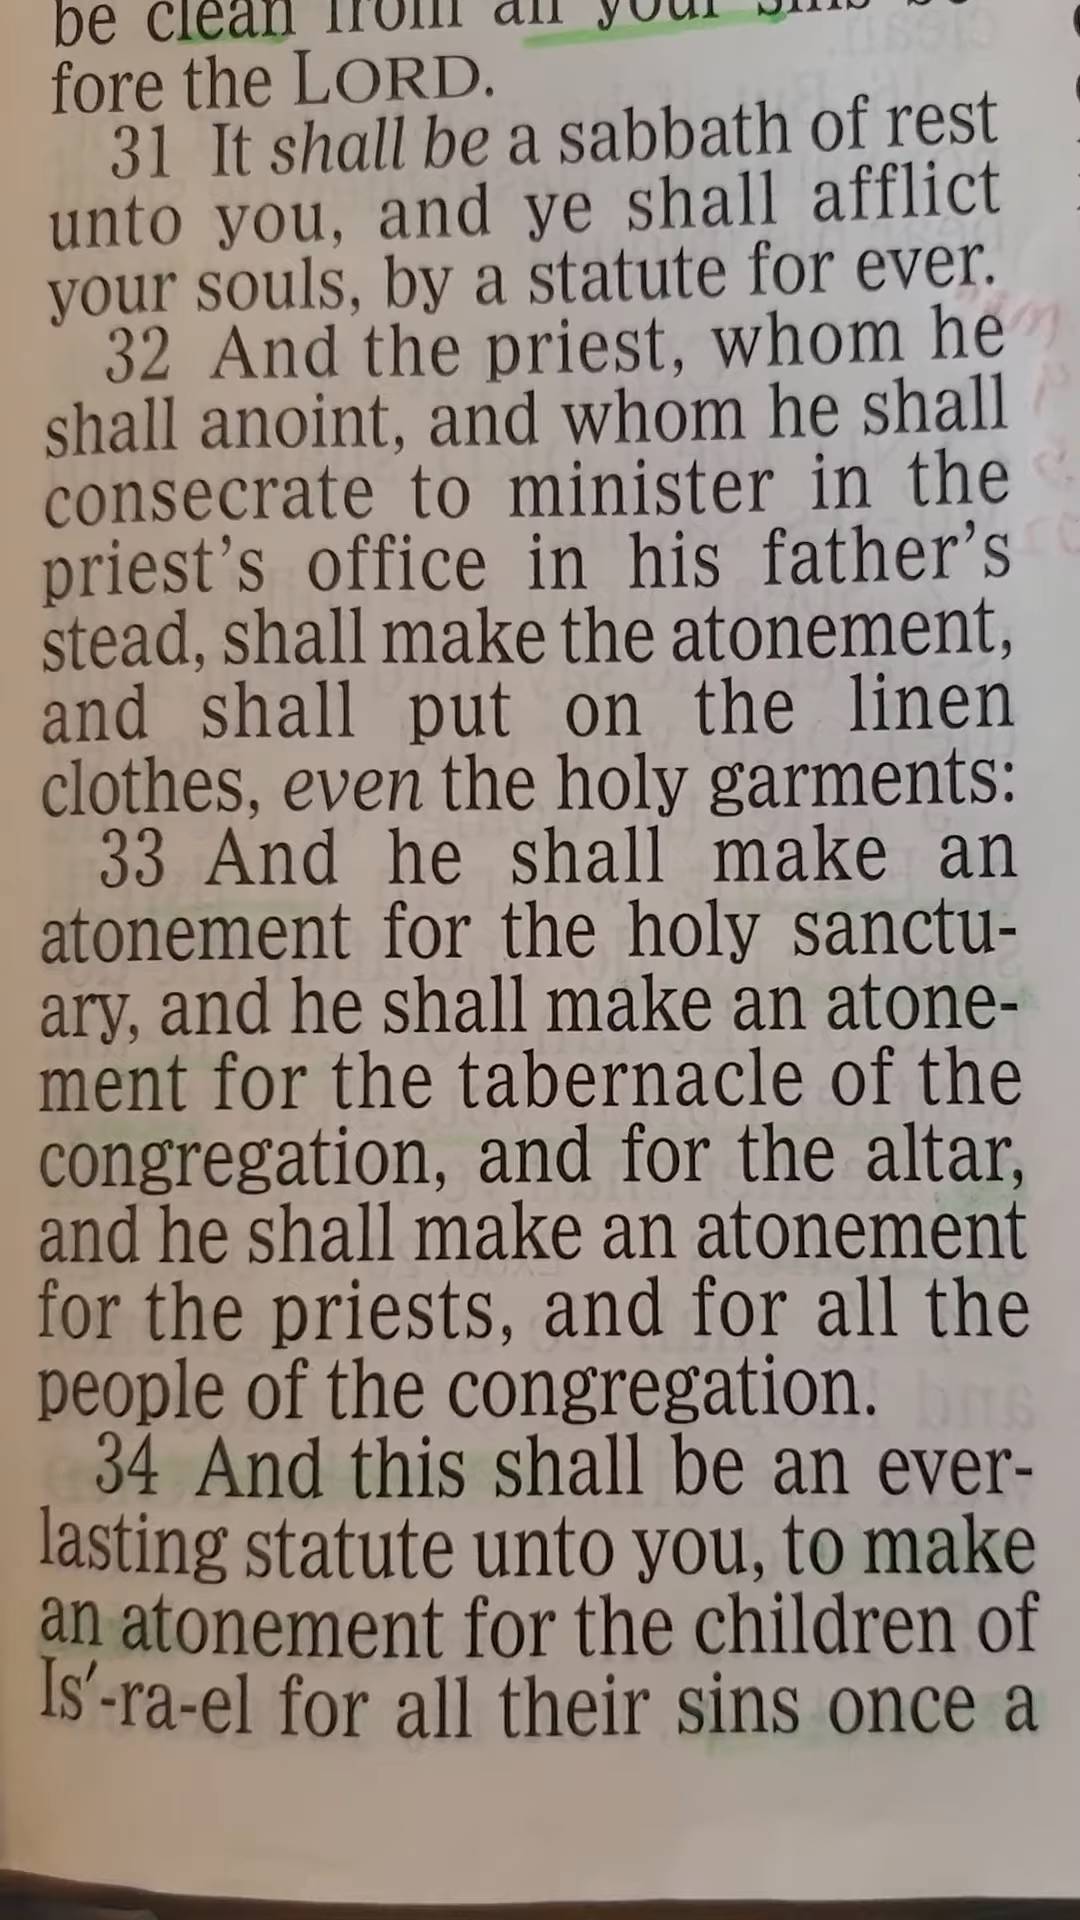 be clean from all your sins be-
fore the LORD.
31 It shall be a sabbath of rest
unto you, and ye shall afflict
your souls, by a statute for ever.
32 And the priest, whom he
shall anoint, and whom he shall
consecrate to minister in the
priest's office in his father's
stead, shall make the atonement,
and shall put on the linen
clothes, even the holy garments:
33 And he shall make an
atonement for the holy sanctu-
ary, and he shall make an atone-
ment for the tabernacle of the
congregation, and for the altar,
and he shall make an atonement
for the priests, and for all the
people of the congregation.
34 And this shall be an ever-
lasting statute unto you, to make
an atonement for the children of
Is′-ra-el for all their sins once a